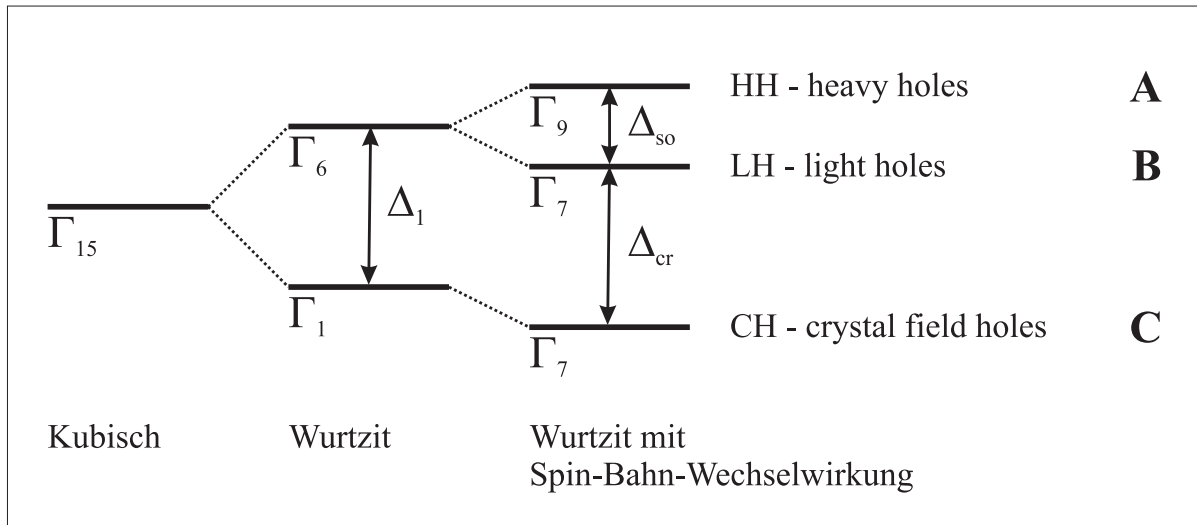 HH - heavy holes A
Γ9
Δso
Γ6
LH - light holes B
Γ7
Δ1
Γ15
Δcr
Γ1
CH - crystal field holes C
Γ7
Kubisch Wurtzit Wurtzit mit
Spin-Bahn-Wechselwirkung